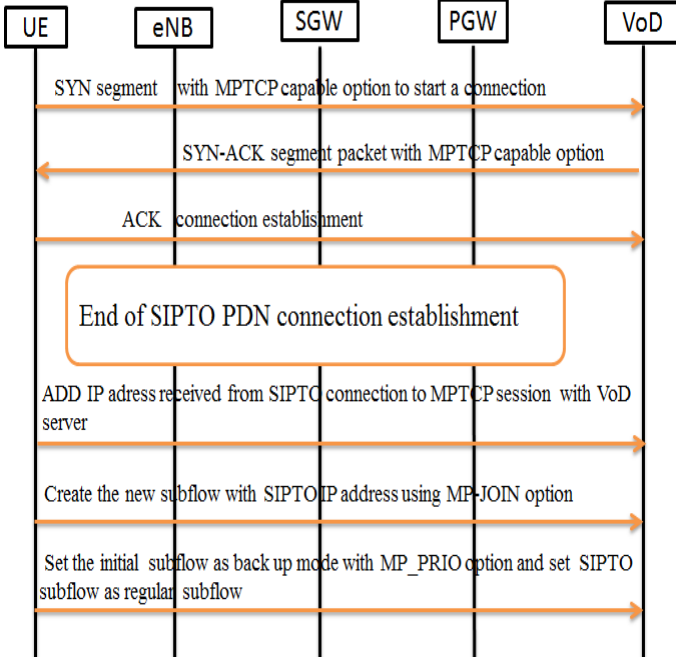 UE eNB SGW PGW VoD
SYN segment with MPTCP capable option to start a connection
SYN-ACK segment packet with MPTCP capable option
ACK connection establishment
End of SIPTO PDN connection establishment
ADD IP adress received from SIPTO connection to MPTCP session with VoD
server
Create the new subflow with SIPTO IP address using MP-JOIN option
Set the initial subflow as back up mode with MP_PRIO option and set SIPTO
subflow as regular subflow